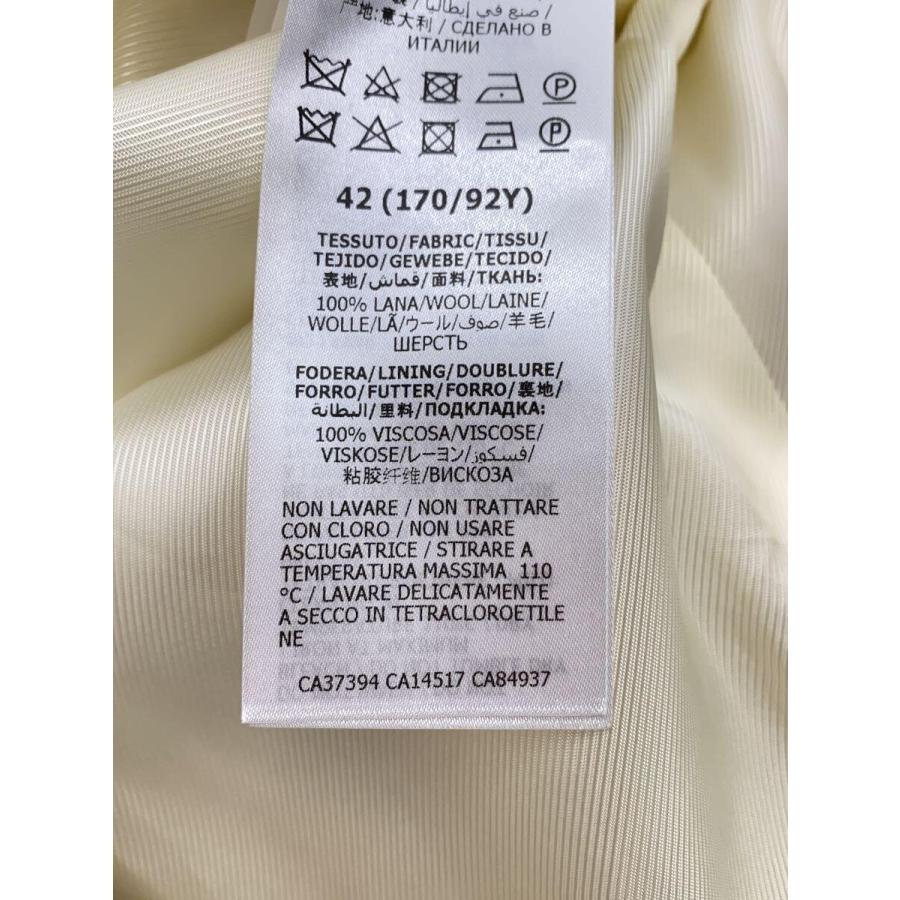 صنع في إيطاليا /
产地:意大利 / СДЕЛАНО В
ИТАЛИИ
P
P
42 (170/92Y)
TESSUTO/FABRIC/TISSU/
TEJIDO/GEWEBE/TECIDO/
表地/قماش/面料/ТКАНЬ:
100% LANA/WOOL/LAINE/
WOLLE/LÃ/ウール/صوف/羊毛/
ШЕРСТЬ
FODERA/LINING/DOUBLURE/
FORRO/FUTTER/FORRO/裏地/
البطانة/里料/ПОДКЛАДКА:
100% VISCOSA/VISCOSE/
VISKOSE/レーヨン/فسكوز/
粘胶纤维/ВИСКОЗА
NON LAVARE / NON TRATTARE
CON CLORO / NON USARE
ASCIUGATRICE / STIRARE A
TEMPERATURA MASSIMA 110
°C / LAVARE DELICATAMENTE
A SECCO IN TETRACLOROETILE
NE
CA37394 CA14517 CA84937